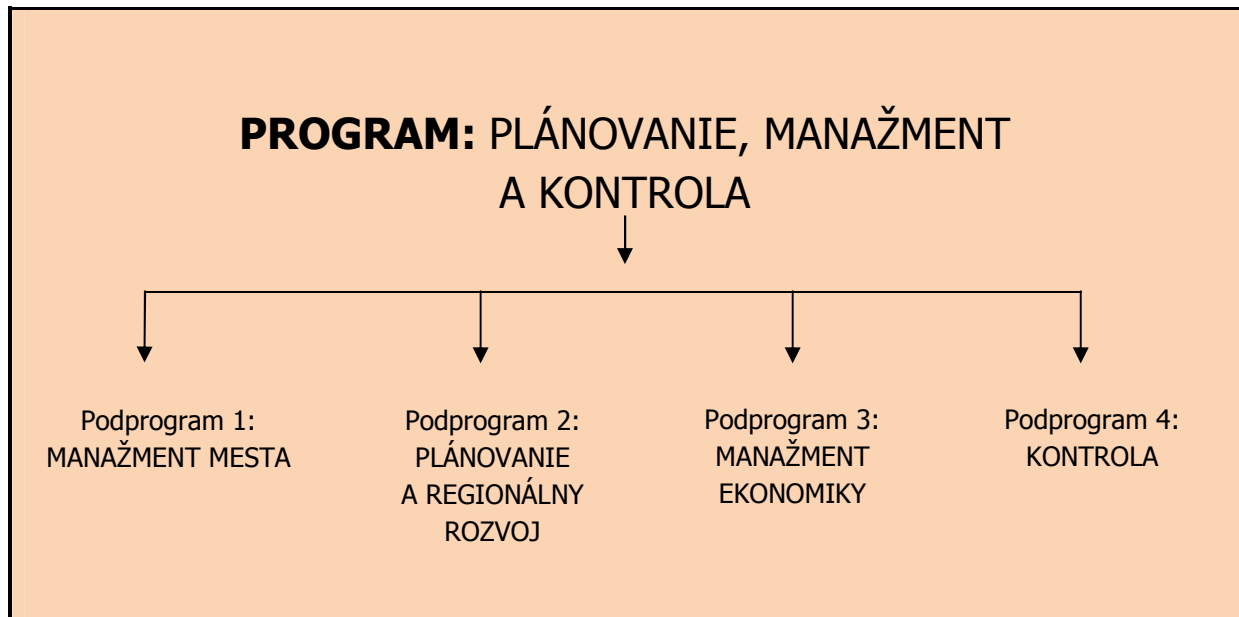 PROGRAM: PLÁNOVANIE, MANAŽMENT
A KONTROLA
Podprogram 1:
MANAŽMENT MESTA
Podprogram 2:
PLÁNOVANIE
A REGIONÁLNY
ROZVOJ
Podprogram 3:
MANAŽMENT
EKONOMIKY
Podprogram 4:
KONTROLA